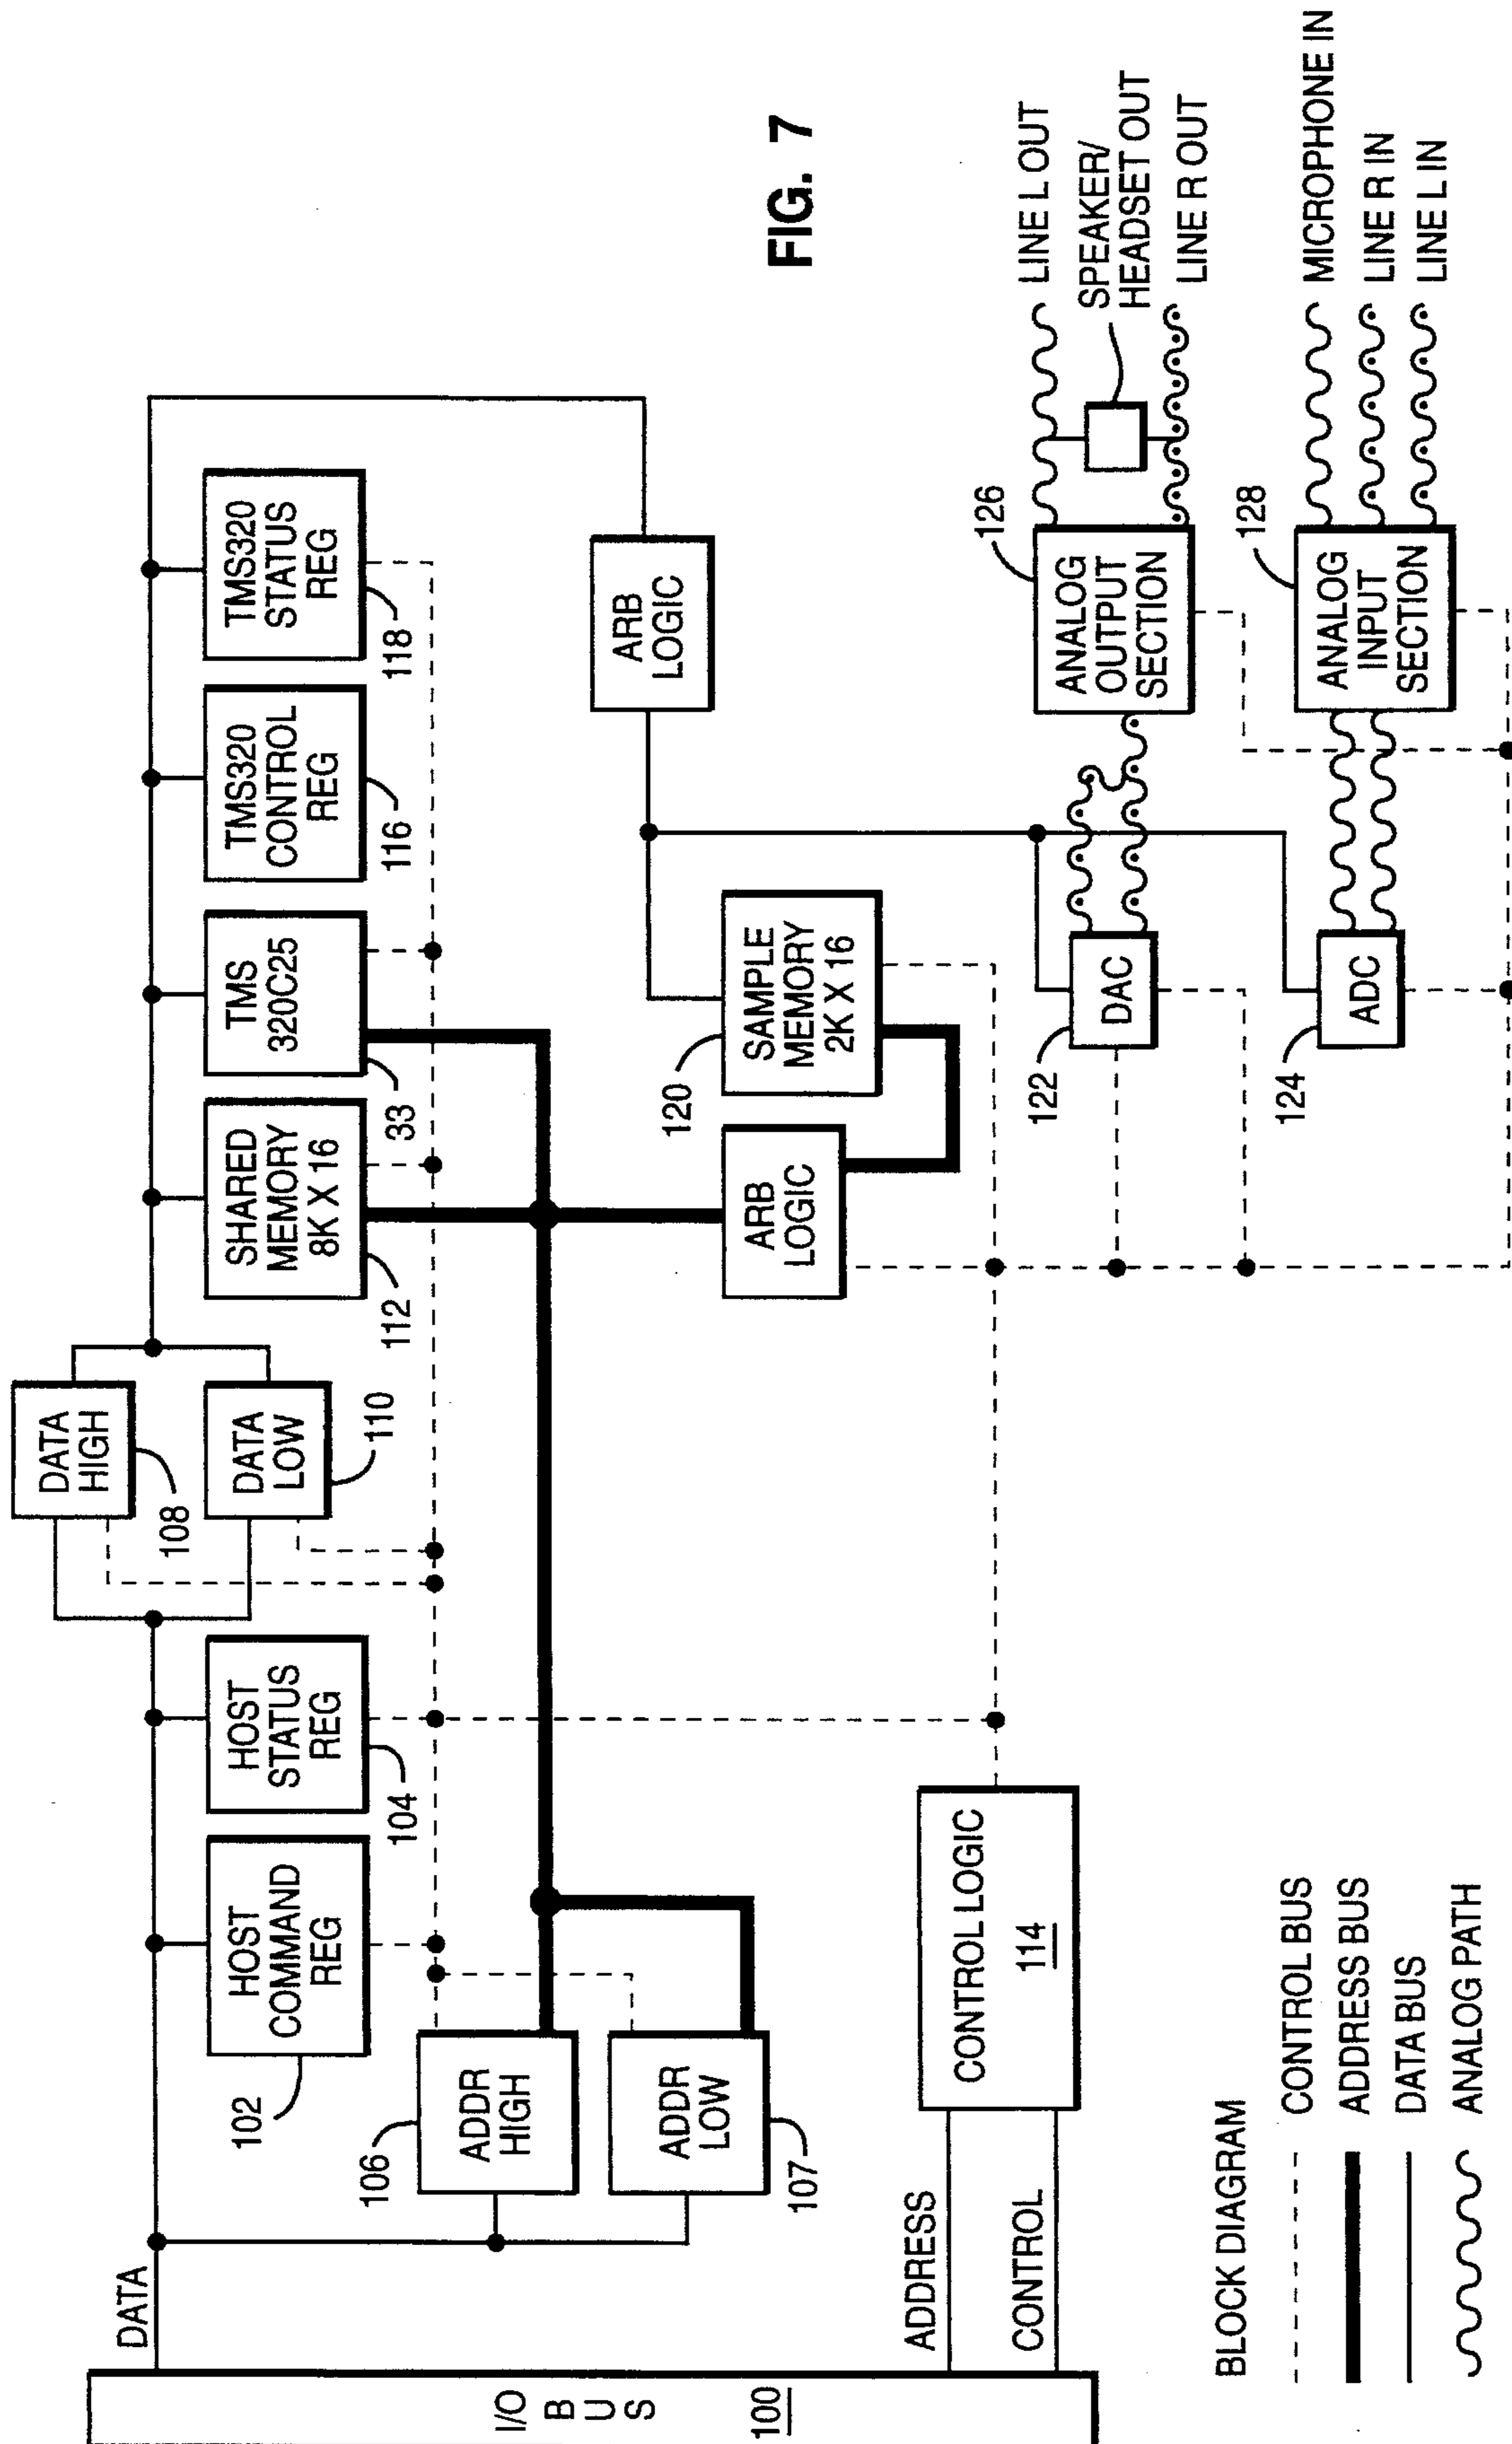 FIG. 7
I/O
B
U
S
100
DATA
ADDRESS
CONTROL
HOST
COMMAND
REG
102
HOST
STATUS
REG
104
ADDR
HIGH
106
ADDR
LOW
107
DATA
HIGH
108
DATA
LOW
110
SHARED
MEMORY
8K X 16
112
TMS
320C25
33
TMS320
CONTROL
REG
116
TMS320
STATUS
REG
118
CONTROL LOGIC
114
ARB
LOGIC
SAMPLE
MEMORY
2K X 16
120
ARB
LOGIC
DAC
122
ADC
124
ANALOG
OUTPUT
SECTION
126
ANALOG
INPUT
SECTION
128
LINE L OUT
SPEAKER/
HEADSET OUT
LINE R OUT
MICROPHONE IN
LINE R IN
LINE L IN
BLOCK DIAGRAM
CONTROL BUS
ADDRESS BUS
DATA BUS
ANALOG PATH